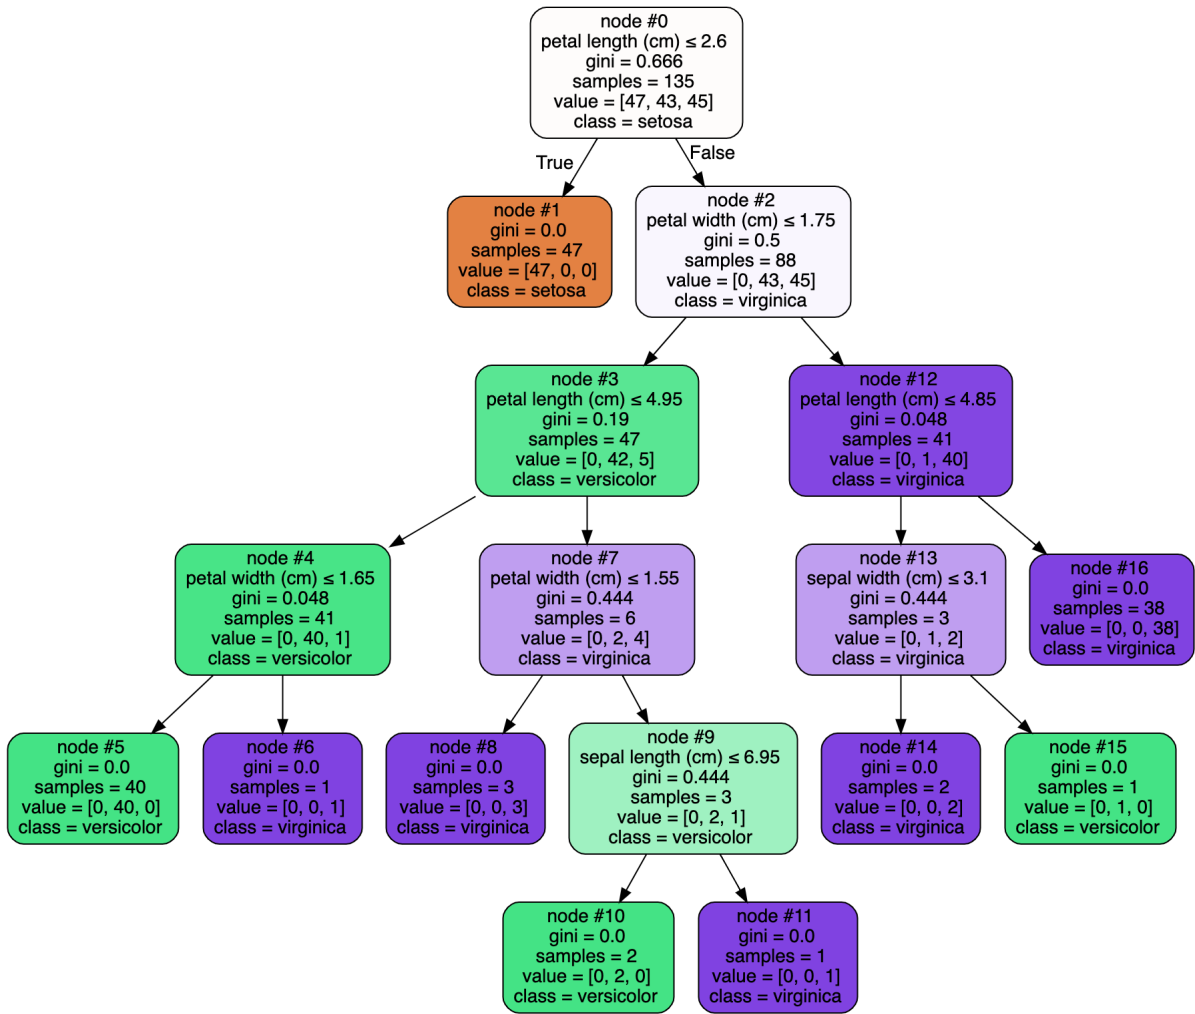 node #0
petal length (cm) ≤ 2.6
gini = 0.666
samples = 135
value = [47, 43, 45]
class = setosa
True
False
node #1
gini = 0.0
samples = 47
value = [47, 0, 0]
class = setosa
node #2
petal width (cm) ≤ 1.75
gini = 0.5
samples = 88
value = [0, 43, 45]
class = virginica
node #3
petal length (cm) ≤ 4.95
gini = 0.19
samples = 47
value = [0, 42, 5]
class = versicolor
node #12
petal length (cm) ≤ 4.85
gini = 0.048
samples = 41
value = [0, 1, 40]
class = virginica
node #4
petal width (cm) ≤ 1.65
gini = 0.048
samples = 41
value = [0, 40, 1]
class = versicolor
node #7
petal width (cm) ≤ 1.55
gini = 0.444
samples = 6
value = [0, 2, 4]
class = virginica
node #13
sepal width (cm) ≤ 3.1
gini = 0.444
samples = 3
value = [0, 1, 2]
class = virginica
node #16
gini = 0.0
samples = 38
value = [0, 0, 38]
class = virginica
node #5
gini = 0.0
samples = 40
value = [0, 40, 0]
class = versicolor
node #6
gini = 0.0
samples = 1
value = [0, 0, 1]
class = virginica
node #8
gini = 0.0
samples = 3
value = [0, 0, 3]
class = virginica
node #9
sepal length (cm) ≤ 6.95
gini = 0.444
samples = 3
value = [0, 2, 1]
class = versicolor
node #14
gini = 0.0
samples = 2
value = [0, 0, 2]
class = virginica
node #15
gini = 0.0
samples = 1
value = [0, 1, 0]
class = versicolor
node #10
gini = 0.0
samples = 2
value = [0, 2, 0]
class = versicolor
node #11
gini = 0.0
samples = 1
value = [0, 0, 1]
class = virginica